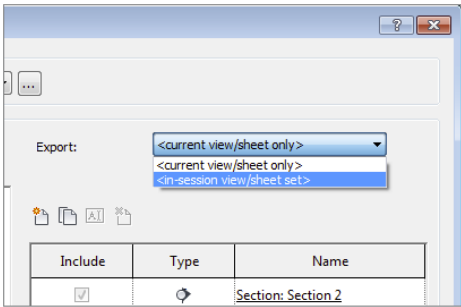 ...
Export:
<current view/sheet only>
<current view/sheet only>
<in-session view/sheet set>
AI
Include Type Name
Section: Section 2